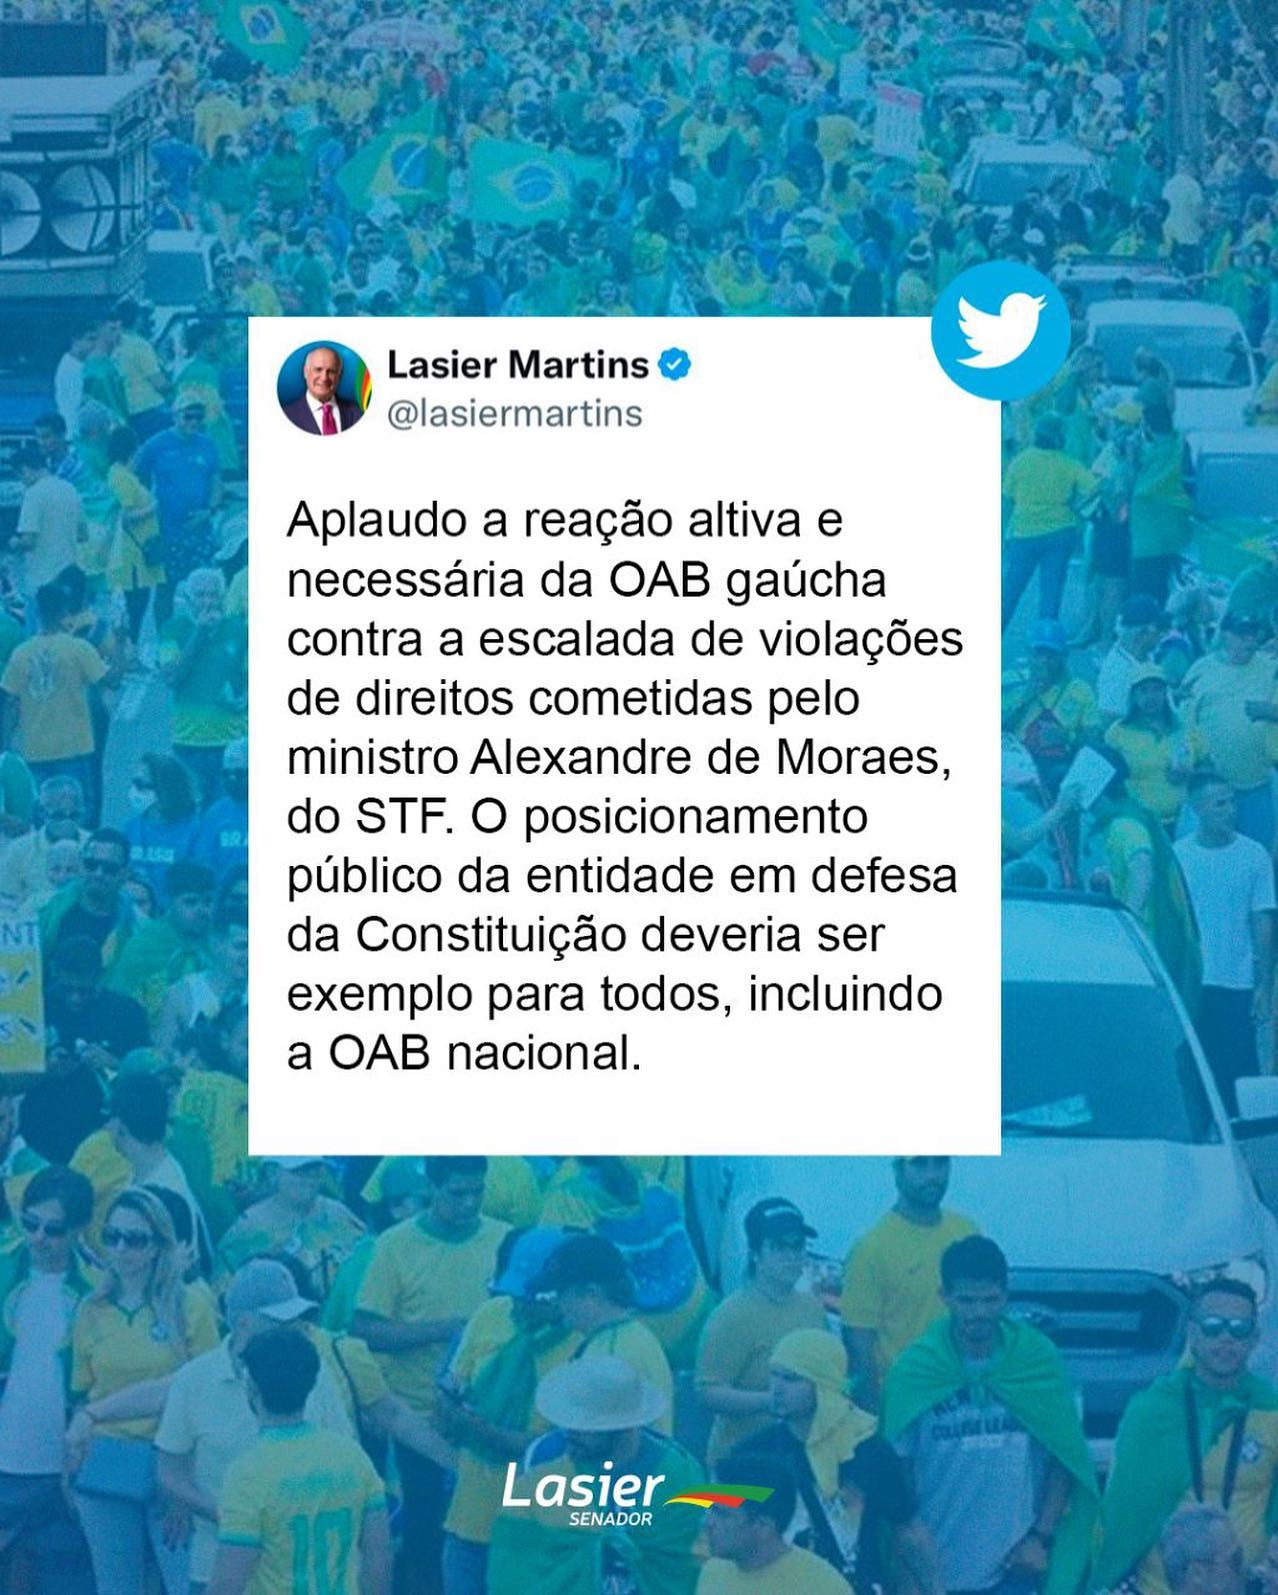 Lasier Martins
@lasiermartins
Aplaudo a reação altiva e
necessária da OAB gaúcha
contra a escalada de violações
de direitos cometidas pelo
ministro Alexandre de Moraes,
do STF. O posicionamento
público da entidade em defesa
da Constituição deveria ser
exemplo para todos, incluindo
a OAB nacional.
10
Lasier
SENADOR